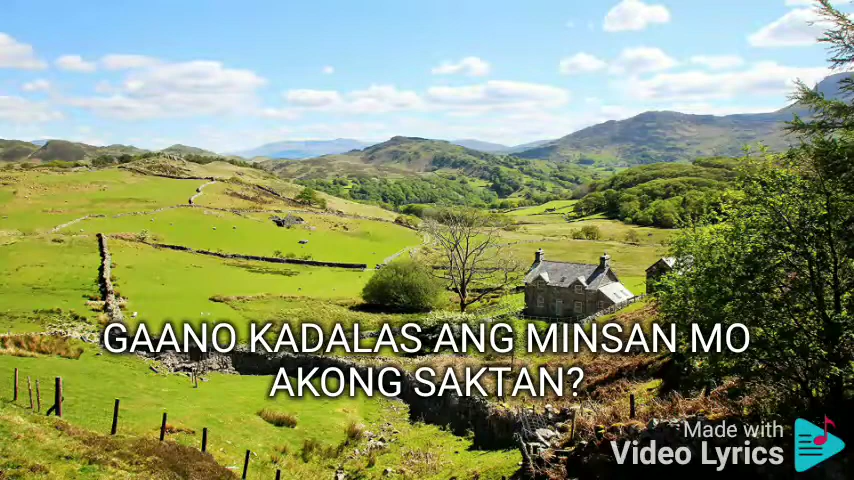 GAANO KADALAS ANG MINSAN MO
AKONG SAKTAN?
Made with
Video Lyrics